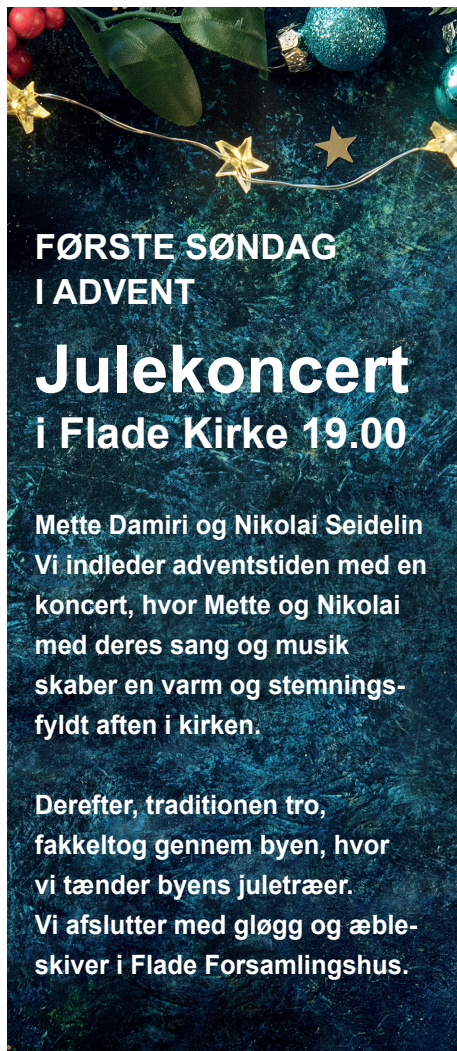 FØRSTE SØNDAG
I ADVENT
Julekoncert
i Flade Kirke 19.00
Mette Damiri og Nikolai Seidelin
Vi indleder adventstiden med en
koncert, hvor Mette og Nikolai
med deres sang og musik
skaber en varm og stemnings-
fyldt aften i kirken.
Derefter, traditionen tro,
fakkeltog gennem byen, hvor
vi tænder byens juletræer.
Vi afslutter med gløgg og æble-
skiver i Flade Forsamlingshus.